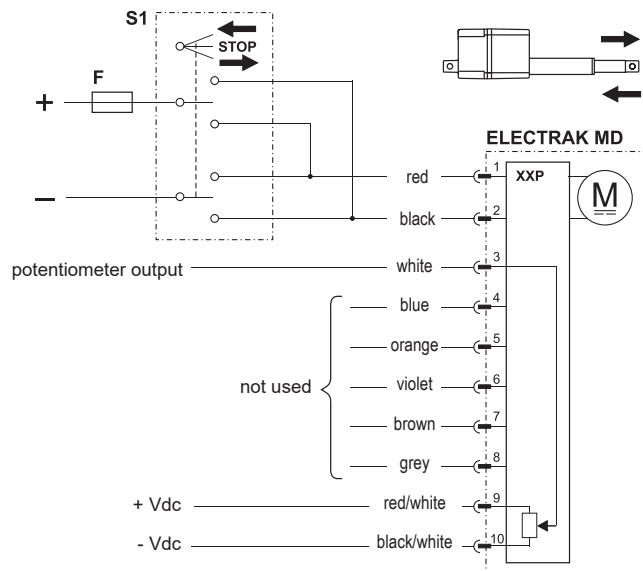 S1
STOP
F
+
–
ELECTRAK MD
XXP
M
red 1
black 2
potentiometer output white 3
blue 4
orange 5
not used violet 6
brown 7
grey 8
+ Vdc red/white 9
- Vdc black/white 10